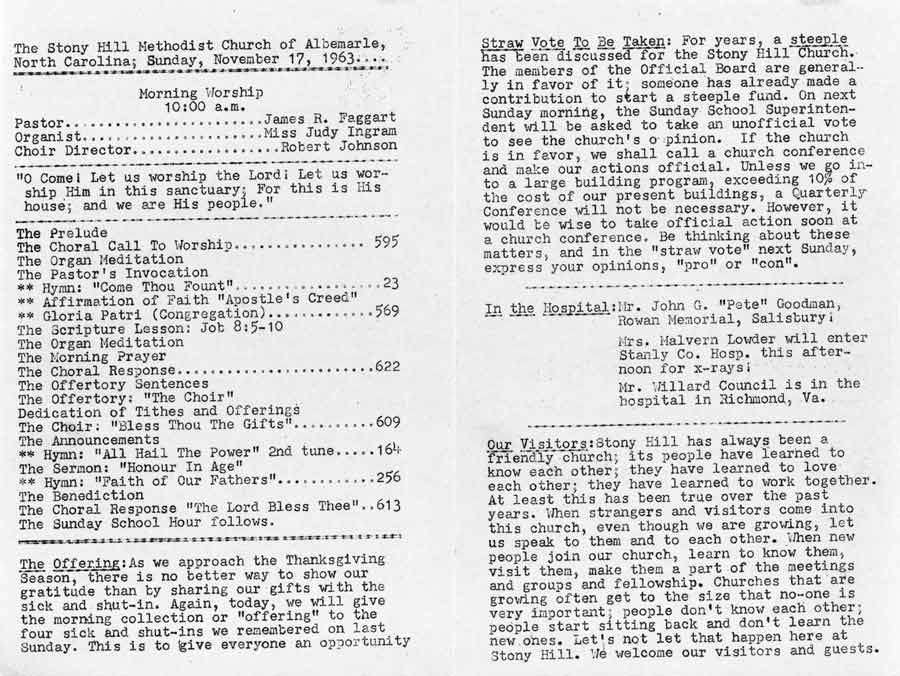 The Stony Hill Methodist Church of Albemarle,
North Carolina; Sunday, November 17, 1963....
Morning Worship
10:00 a.m.
Pastor.........................James R. Faggart
Organist.......................Miss Judy Ingram
Choir Director..................Robert Johnson
"O Come! Let us worship the Lord! Let us wor-
ship Him in this sanctuary; For this is His
house; and we are His people."
The Prelude
The Choral Call To Worship................ 595
The Organ Meditation
The Pastor's Invocation
** Hymn: "Come Thou Fount"..................23
** Affirmation of Faith "Apostle's Creed"
** Gloria Patri (Congregation).............569
The Scripture Lesson: Job 8:5-10
The Organ Meditation
The Morning Prayer
The Choral Response........................622
The Offertory Sentences
The Offertory: "The Choir"
Dedication of Tithes and Offerings
The Choir: "Bless Thou The Gifts"..........609
The Announcements
** Hymn: "All Hail The Power" 2nd tune.....164
The Sermon: "Honour In Age"
** Hymn: "Faith of Our Fathers"............256
The Benediction
The Choral Response "The Lord Bless Thee"..613
The Sunday School Hour follows.
The Offering:As we approach the Thanksgiving
Season, there is no better way to show our
gratitude than by sharing our gifts with the
sick and shut-in. Again, today, we will give
the morning collection or "offering" to the
four sick and shut-ins we remembered on last
Sunday. This is to give everyone an opportunity
Straw Vote To Be Taken: For years, a steeple
has been discussed for the Stony Hill Church.
The members of the Official Board are general-
ly in favor of it; someone has already made a
contribution to start a steeple fund. On next
Sunday morning, the Sunday School Superinten-
dent will be asked to take an unofficial vote
to see the church's o pinion. If the church
is in favor, we shall call a church conference
and make our actions official. Unless we go in-
to a large building program, exceeding 10% of
the cost of our present buildings, a Quarterly
Conference will not be necessary. However, it
would be wise to take official action soon at
a church conference. Be thinking about these
matters, and in the "straw vote" next Sunday,
express your opinions, "pro" or "con".
In the Hospital:Mr. John G. "Pete" Goodman,
Rowan Memorial, Salisbury;
Mrs. Malvern Lowder will enter
Stanly Co. Hosp. this after-
noon for x-rays;
Mr. Willard Council is in the
hospital in Richmond, Va.
Our Visitors:Stony Hill has always been a
friendly church; its people have learned to
know each other; they have learned to love
each other; they have learned to work together.
At least this has been true over the past
years. When strangers and visitors come into
this church, even though we are growing, let
us speak to them and to each other. When new
people join our church, learn to know them,
visit them, make them a part of the meetings
and groups and fellowship. Churches that are
growing often get to the size that no-one is
very important; people don't know each other;
people start sitting back and don't learn the
new ones. Let's not let that happen here at
Stony Hill. We welcome our visitors and guests.